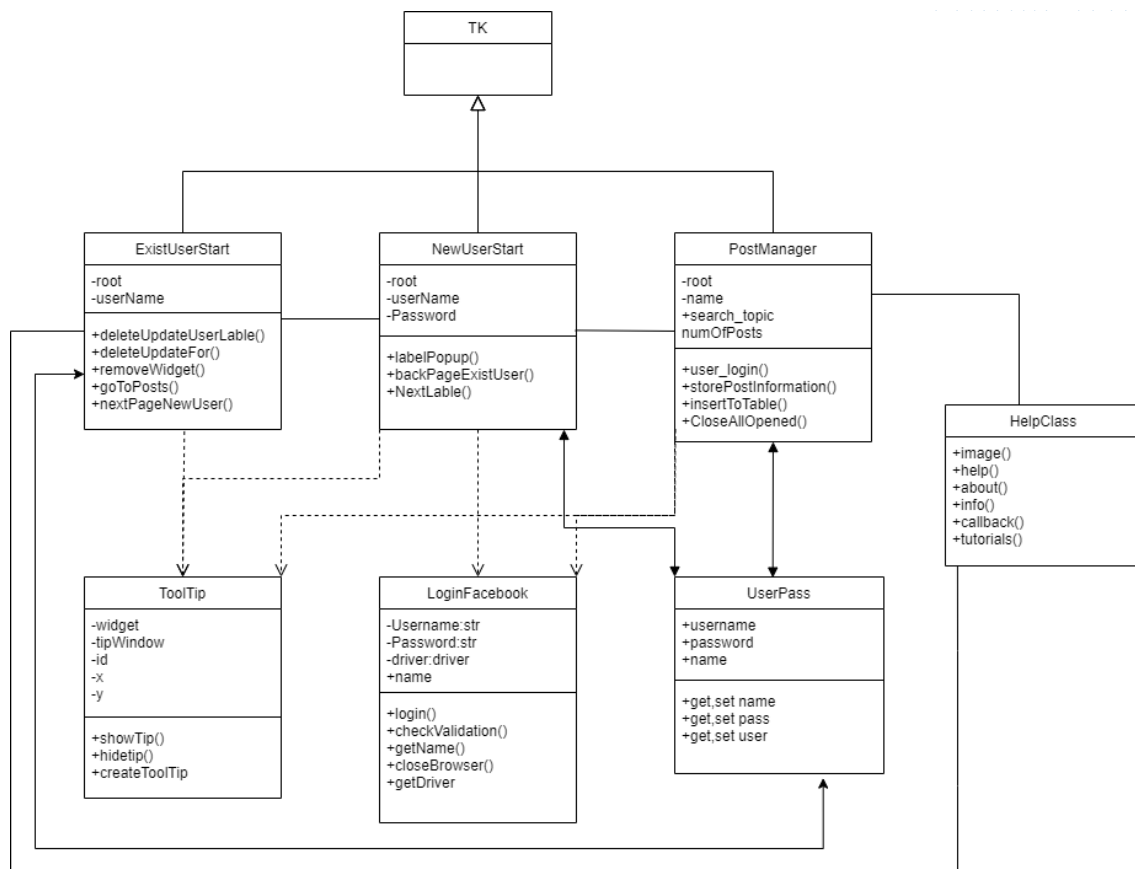 TK
ExistUserStart
-root
-userName
+deleteUpdateUserLable()
+deleteUpdateFor()
+removeWidget()
+goToPosts()
+nextPageNewUser()
NewUserStart
-root
-userName
-Password
+labelPopup()
+backPageExistUser()
+NextLable()
PostManager
-root
-name
+search_topic
numOfPosts
+user_login()
+storePostInformation()
+insertToTable()
+CloseAllOpened()
HelpClass
+image()
+help()
+about()
+info()
+callback()
+tutorials()
ToolTip
-widget
-tipWindow
-id
-x
-y
+showTip()
+hidetip()
+createToolTip
LoginFacebook
-Username:str
-Password:str
-driver:driver
+name
+login()
+checkValidation()
+getName()
+closeBrowser()
+getDriver
UserPass
+username
+password
+name
+get,set name
+get,set pass
+get,set user